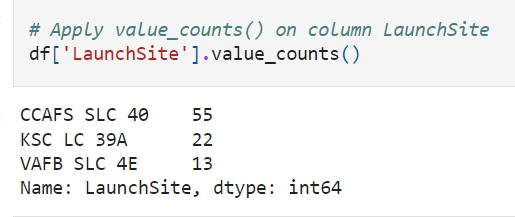 # Apply value_counts() on column LaunchSite
df['LaunchSite'].value_counts()
CCAFS SLC 40    55
KSC LC 39A      22
VAFB SLC 4E     13
Name: LaunchSite, dtype: int64